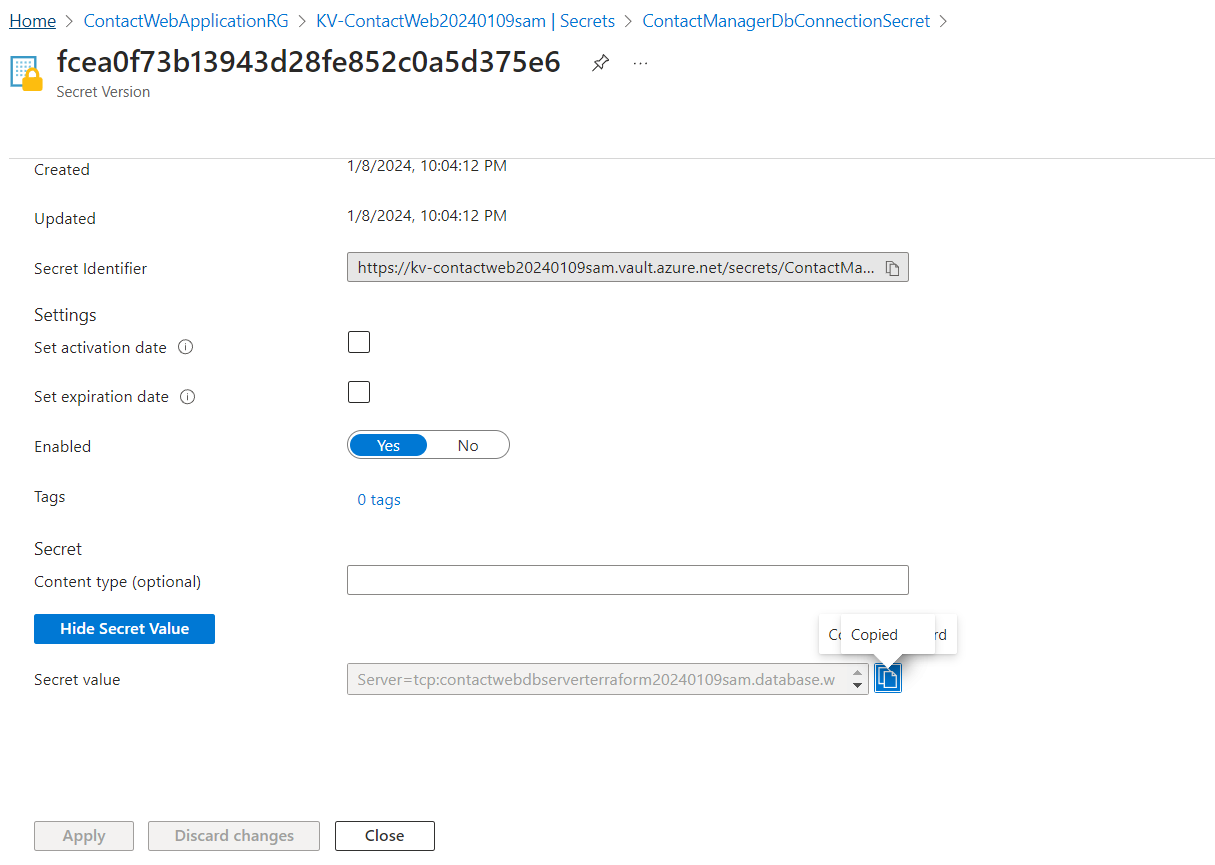 Home > ContactWebApplicationRG > KV-ContactWeb20240109sam | Secrets > ContactManagerDbConnectionSecret >
fcea0f73b13943d28fe852c0a5d375e6 ...
Secret Version
Created 1/8/2024, 10:04:12 PM
Updated 1/8/2024, 10:04:12 PM
Secret Identifier https://kv-contactweb20240109sam.vault.azure.net/secrets/ContactMa...
Settings
Set activation date
Set expiration date
Enabled Yes No
Tags 0 tags
Secret
Content type (optional)
Hide Secret Value
Copied
Secret value Server=tcp:contactwebdbserverterraform20240109sam.database.w
Apply Discard changes Close